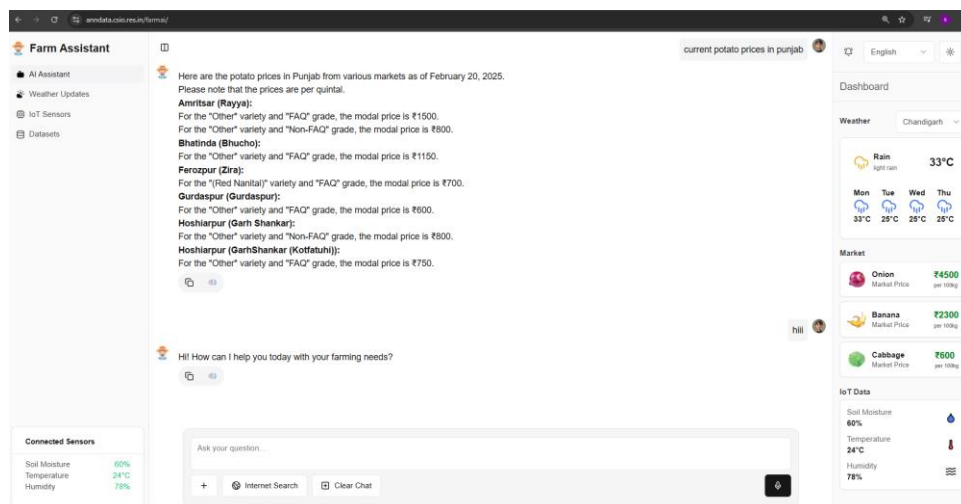 anndata.csio.res.in/farmai/
Farm Assistant
AI Assistant
Weather Updates
IoT Sensors
Datasets
Connected Sensors
Soil Moisture 60%
Temperature 24°C
Humidity 78%
current potato prices in punjab
Here are the potato prices in Punjab from various markets as of February 20, 2025.
Please note that the prices are per quintal.
Amritsar (Rayya):
For the "Other" variety and "FAQ" grade, the modal price is ₹1500.
For the "Other" variety and "Non-FAQ" grade, the modal price is ₹800.
Bhatinda (Bhucho):
For the "Other" variety and "FAQ" grade, the modal price is ₹1150.
Ferozpur (Zira):
For the "(Red Nanital)" variety and "FAQ" grade, the modal price is ₹700.
Gurdaspur (Gurdaspur):
For the "Other" variety and "FAQ" grade, the modal price is ₹600.
Hoshiarpur (Garh Shankar):
For the "Other" variety and "Non-FAQ" grade, the modal price is ₹800.
Hoshiarpur (GarhShankar (Kotfatuhi)):
For the "Other" variety and "FAQ" grade, the modal price is ₹750.
hiii
Hi! How can I help you today with your farming needs?
Ask your question...
+ Internet Search Clear Chat
English
Dashboard
Weather Chandigarh
Rain 33°C
light rain
Mon Tue Wed Thu
33°C 25°C 25°C 25°C
Market
Onion ₹4500
Market Price per 100kg
Banana ₹2300
Market Price per 100kg
Cabbage ₹600
Market Price per 100kg
IoT Data
Soil Moisture
60%
Temperature
24°C
Humidity
78%